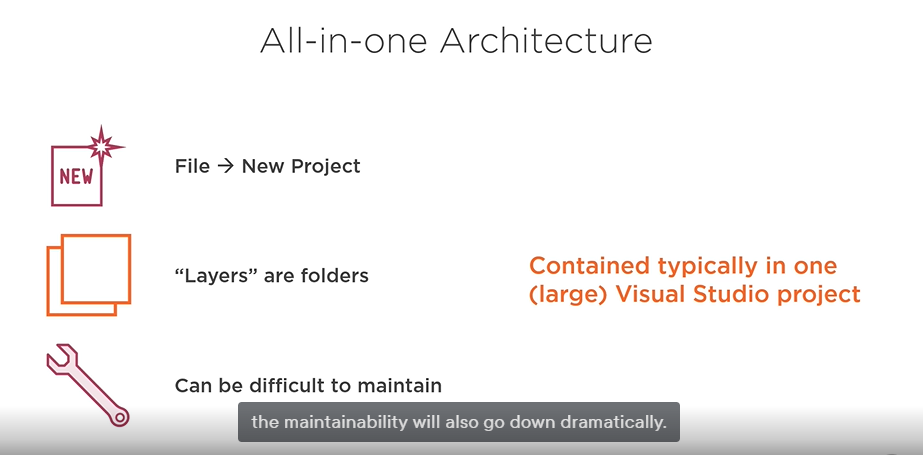 All-in-one Architecture
NEW
File → New Project
“Layers” are folders
Contained typically in one
(large) Visual Studio project
Can be difficult to maintain
the maintainability will also go down dramatically.